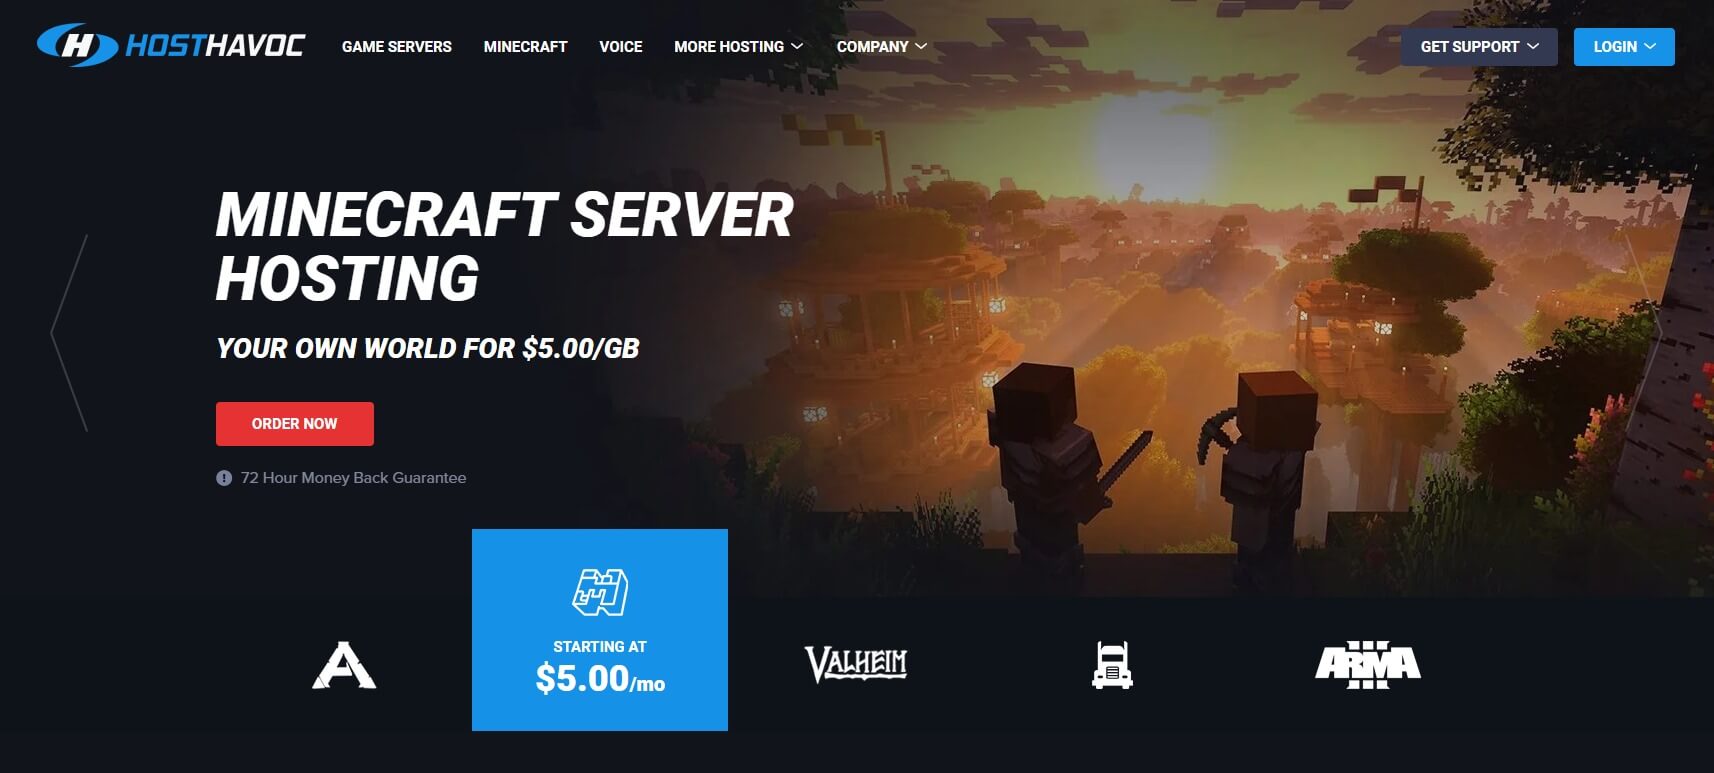 HOSTHAVOC
GAME SERVERS
MINECRAFT
VOICE
MORE HOSTING
COMPANY
GET SUPPORT
LOGIN
MINECRAFT SERVER
HOSTING
YOUR OWN WORLD FOR $5.00/GB
ORDER NOW
72 Hour Money Back Guarantee
STARTING AT
$5.00/mo
VALHEIM
ARMA
III